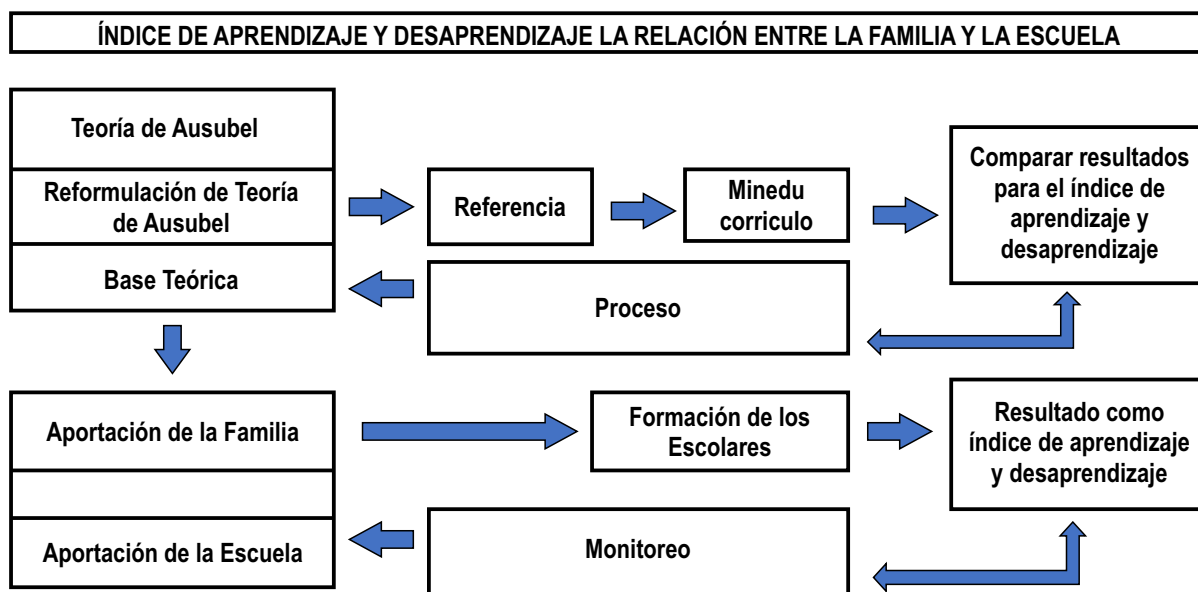 ÍNDICE DE APRENDIZAJE Y DESAPRENDIZAJE LA RELACIÓN ENTRE LA FAMILIA Y LA ESCUELA
Teoría de Ausubel
Reformulación de Teoría
de Ausubel
Base Teórica
Referencia
Minedu
corriculo
Comparar resultados
para el índice de
aprendizaje y
desaprendizaje
Proceso
Aportación de la Familia
Formación de los
Escolares
Resultado como
índice de aprendizaje
y desaprendizaje
Aportación de la Escuela
Monitoreo